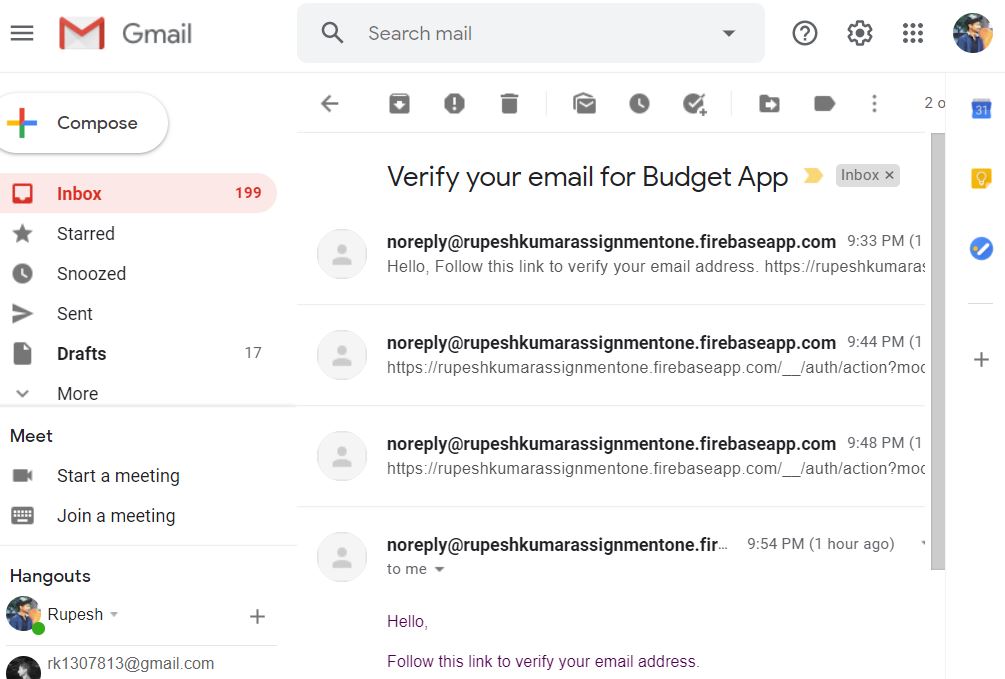 Gmail
Search mail
Compose
2 o
31
Inbox 199
Starred
Snoozed
Sent
Drafts 17
More
Meet
Start a meeting
Join a meeting
Hangouts
Rupesh
rk1307813@gmail.com
Verify your email for Budget App Inbox ×
noreply@rupeshkumarassignmentone.firebaseapp.com 9:33 PM (1
Hello, Follow this link to verify your email address. https://rupeshkumaras
noreply@rupeshkumarassignmentone.firebaseapp.com 9:44 PM (1
https://rupeshkumarassignmentone.firebaseapp.com/__/auth/action?moc
noreply@rupeshkumarassignmentone.firebaseapp.com 9:48 PM (1
https://rupeshkumarassignmentone.firebaseapp.com/__/auth/action?moc
noreply@rupeshkumarassignmentone.fir... 9:54 PM (1 hour ago)
to me
Hello,
Follow this link to verify your email address.